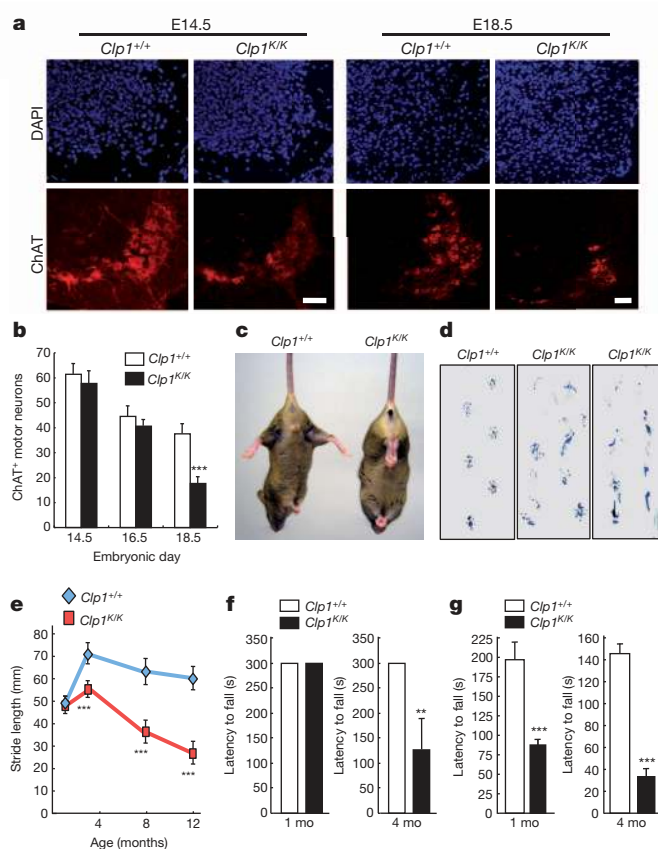 a
E14.5 E18.5
Clp1+/+ Clp1K/K Clp1+/+ Clp1K/K
DAPI
ChAT
b
70
60
50
40
30
20
10
0
ChAT+ motor neurons
Clp1+/+
Clp1K/K
***
14.5 16.5 18.5
Embryonic day
c
Clp1+/+ Clp1K/K
d
Clp1+/+ Clp1K/K Clp1K/K
e
Clp1+/+
Clp1K/K
80
70
60
50
40
30
20
10
0
Stride length (mm)
***
***
***
4 8 12
Age (months)
f
Clp1+/+
Clp1K/K
350
300
250
200
150
100
50
0
Latency to fall (s)
1 mo
350
300
250
200
150
100
50
0
Latency to fall (s)
**
4 mo
g
Clp1+/+
Clp1K/K
225
200
175
150
125
100
75
50
25
0
Latency to fall (s)
***
1 mo
160
140
120
100
80
60
40
20
0
Latency to fall (s)
***
4 mo